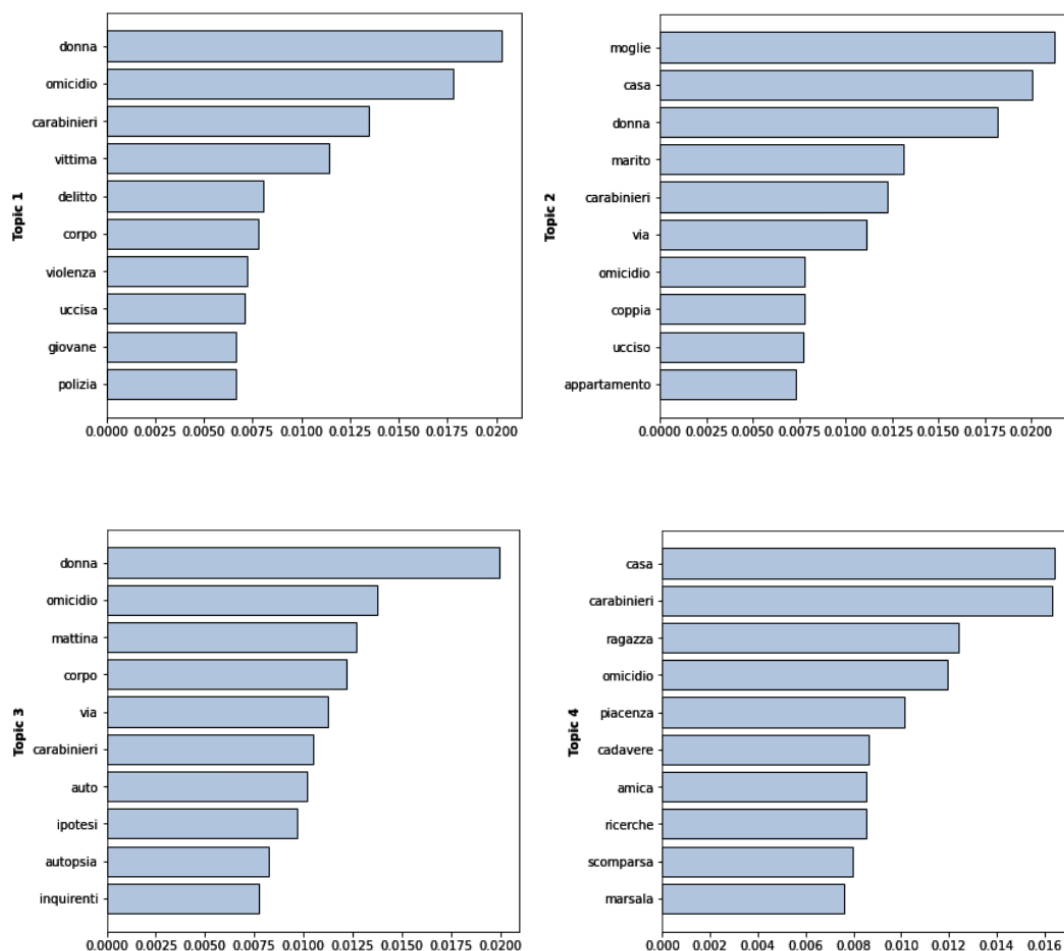 Topic 1
donna
omicidio
carabinieri
vittima
delitto
corpo
violenza
uccisa
giovane
polizia
0.0000 0.0025 0.0050 0.0075 0.0100 0.0125 0.0150 0.0175 0.0200
Topic 2
moglie
casa
donna
marito
carabinieri
via
omicidio
coppia
ucciso
appartamento
0.0000 0.0025 0.0050 0.0075 0.0100 0.0125 0.0150 0.0175 0.0200
Topic 3
donna
omicidio
mattina
corpo
via
carabinieri
auto
ipotesi
autopsia
inquirenti
0.0000 0.0025 0.0050 0.0075 0.0100 0.0125 0.0150 0.0175 0.0200
Topic 4
casa
carabinieri
ragazza
omicidio
piacenza
cadavere
amica
ricerche
scomparsa
marsala
0.000 0.002 0.004 0.006 0.008 0.010 0.012 0.014 0.016